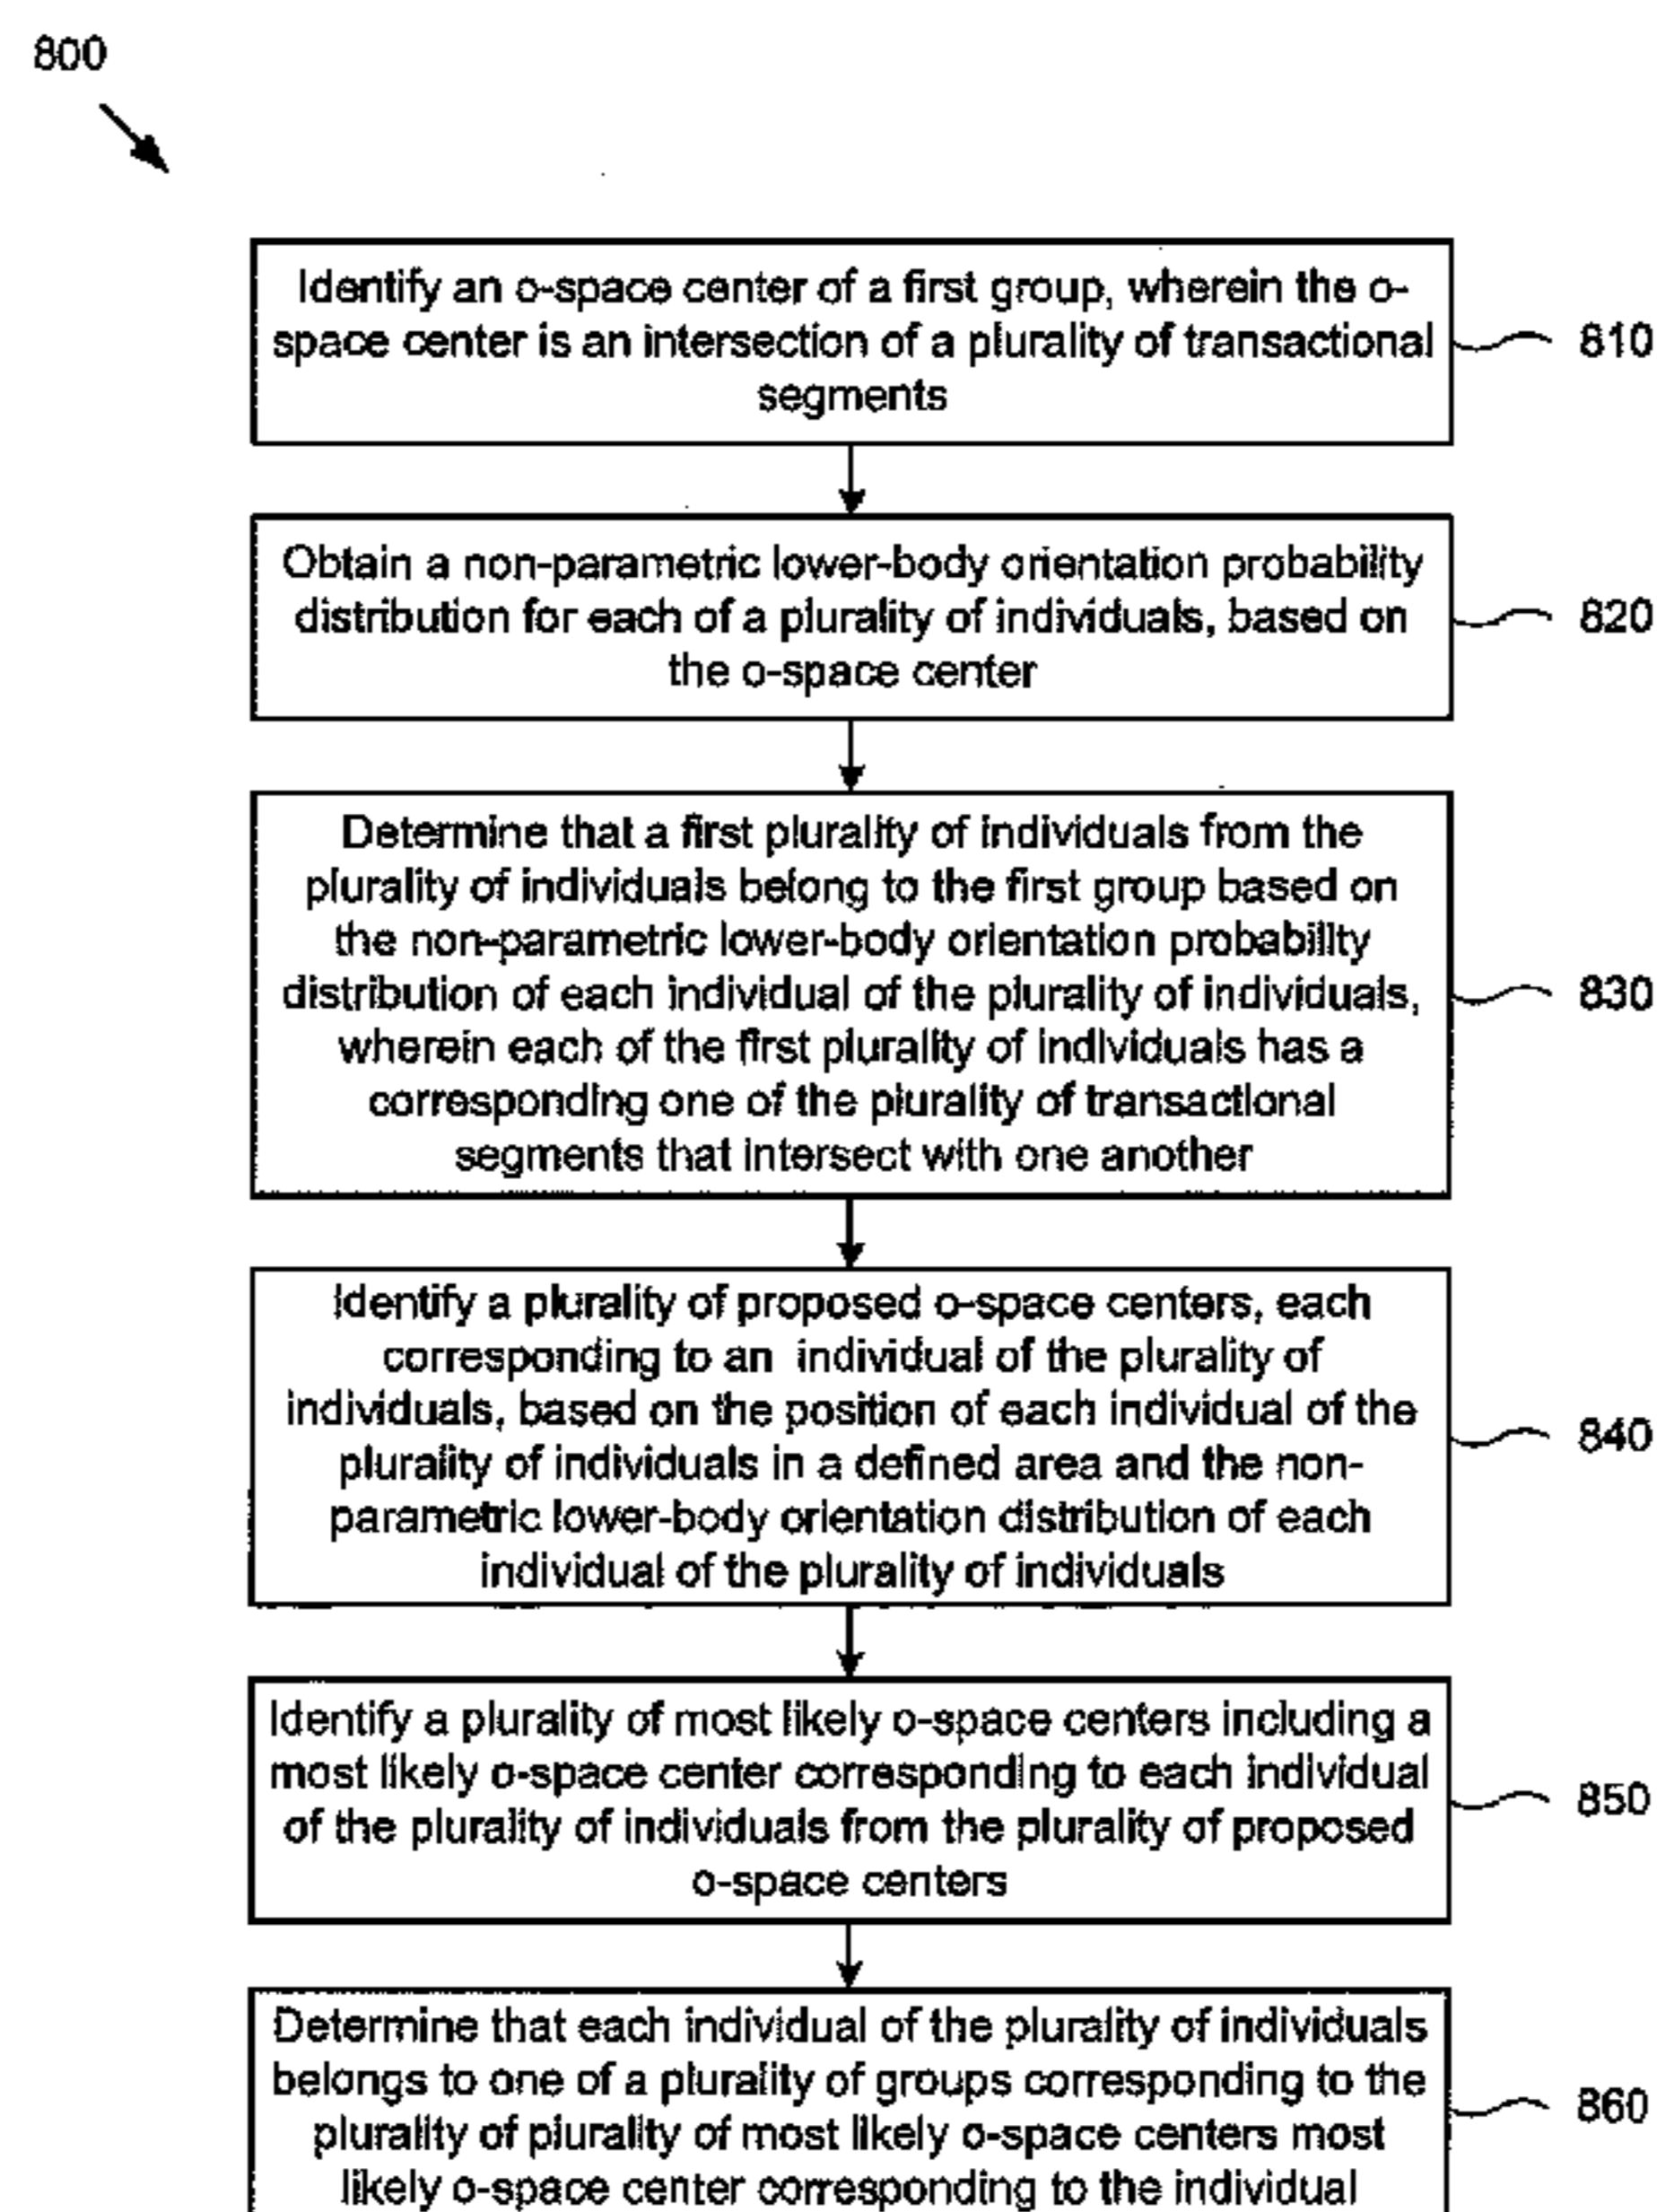 800
Identify an o-space center of a first group, wherein the o-
space center is an intersection of a plurality of transactional
segments
810
Obtain a non-parametric lower-body orientation probability
distribution for each of a plurality of individuals, based on
the o-space center
820
Determine that a first plurality of individuals from the
plurality of individuals belong to the first group based on
the non-parametric lower-body orientation probability
distribution of each individual of the plurality of individuals,
wherein each of the first plurality of individuals has a
corresponding one of the plurality of transactional
segments that intersect with one another
830
Identify a plurality of proposed o-space centers, each
corresponding to an individual of the plurality of
individuals, based on the position of each individual of the
plurality of individuals in a defined area and the non-
parametric lower-body orientation distribution of each
individual of the plurality of individuals
840
Identify a plurality of most likely o-space centers including a
most likely o-space center corresponding to each individual
of the plurality of individuals from the plurality of proposed
o-space centers
850
Determine that each individual of the plurality of individuals
belongs to one of a plurality of groups corresponding to the
plurality of plurality of most likely o-space centers most
likely o-space center corresponding to the individual
860